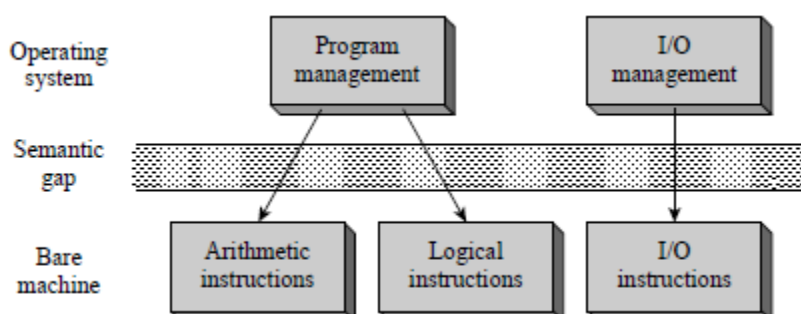 Operating
system
Program
management
I/O
management
Semantic
gap
Bare
machine
Arithmetic
instructions
Logical
instructions
I/O
instructions